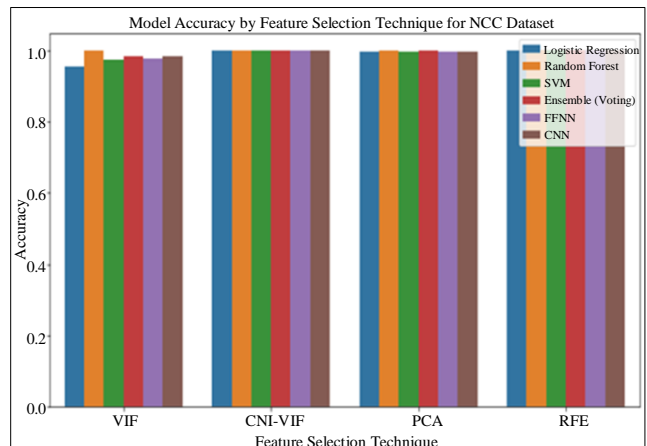 Model Accuracy by Feature Selection Technique for NCC Dataset
1.0
0.8
0.6
0.4
0.2
0.0
Accuracy
Logistic Regression
Random Forest
SVM
Ensemble (Voting)
FFNN
CNN
VIF CNI-VIF PCA RFE
Feature Selection Technique